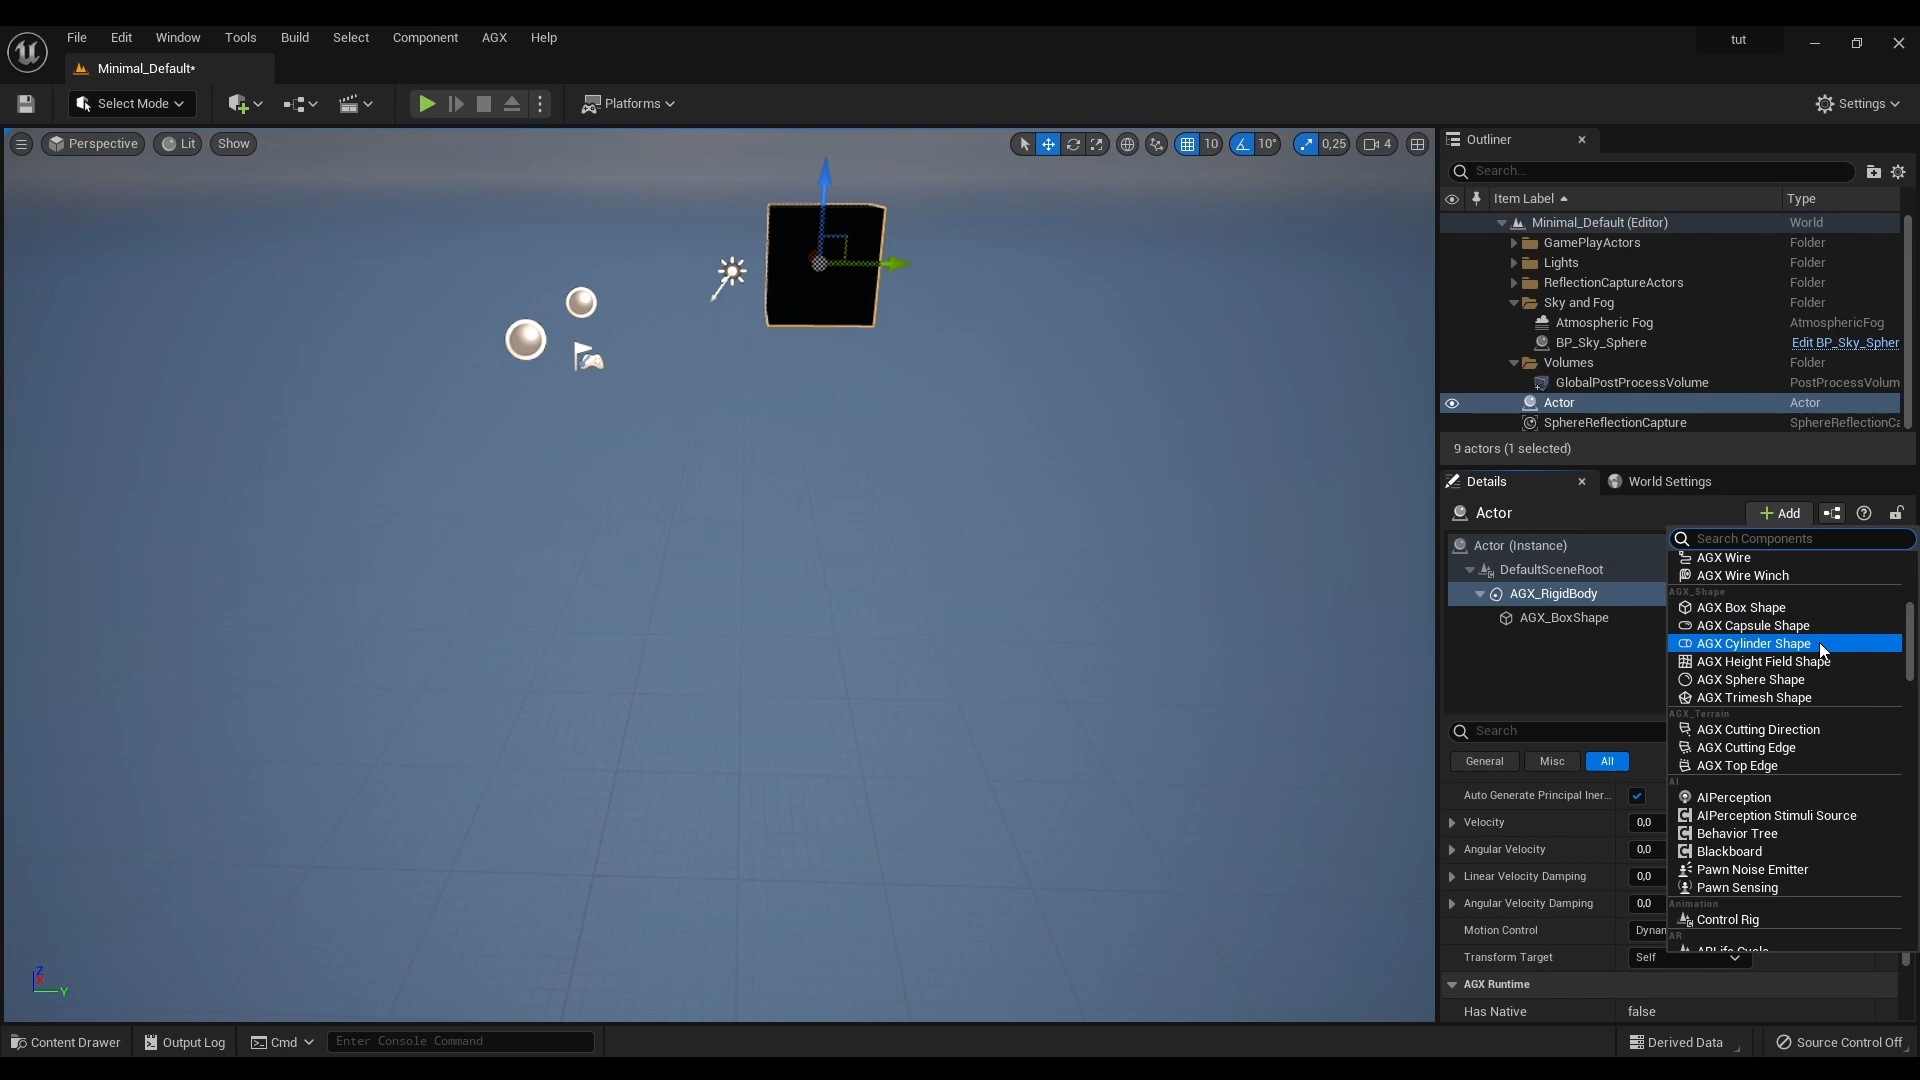 File Edit Window Tools Build Select Component AGX Help
tut
Minimal_Default*
Select Mode
Platforms
Settings
Perspective Lit Show
10 10° 0,25 4
Outliner
Search...
Item Label Type
Minimal_Default (Editor) World
GamePlayActors Folder
Lights Folder
ReflectionCaptureActors Folder
Sky and Fog Folder
Atmospheric Fog AtmosphericFog
BP_Sky_Sphere Edit BP_Sky_Spher
Volumes Folder
GlobalPostProcessVolume PostProcessVolum
Actor Actor
SphereReflectionCapture SphereReflectionCa
9 actors (1 selected)
Details World Settings
Actor Add
Actor (Instance)
DefaultSceneRoot
AGX_RigidBody
AGX_BoxShape
Search Components
AGX Wire
AGX Wire Winch
AGX_Shape
AGX Box Shape
AGX Capsule Shape
AGX Cylinder Shape
AGX Height Field Shape
AGX Sphere Shape
AGX Trimesh Shape
AGX_Terrain
AGX Cutting Direction
AGX Cutting Edge
AGX Top Edge
AI
AIPerception
AIPerception Stimuli Source
Behavior Tree
Blackboard
Pawn Noise Emitter
Pawn Sensing
Animation
Control Rig
AR
Search
General Misc All
Auto Generate Principal Iner...
Velocity 0,0
Angular Velocity 0,0
Linear Velocity Damping 0,0
Angular Velocity Damping 0,0
Motion Control Dynan
Transform Target Self
AGX Runtime
Has Native false
Z
X
Y
Content Drawer Output Log Cmd Enter Console Command Derived Data Source Control Off